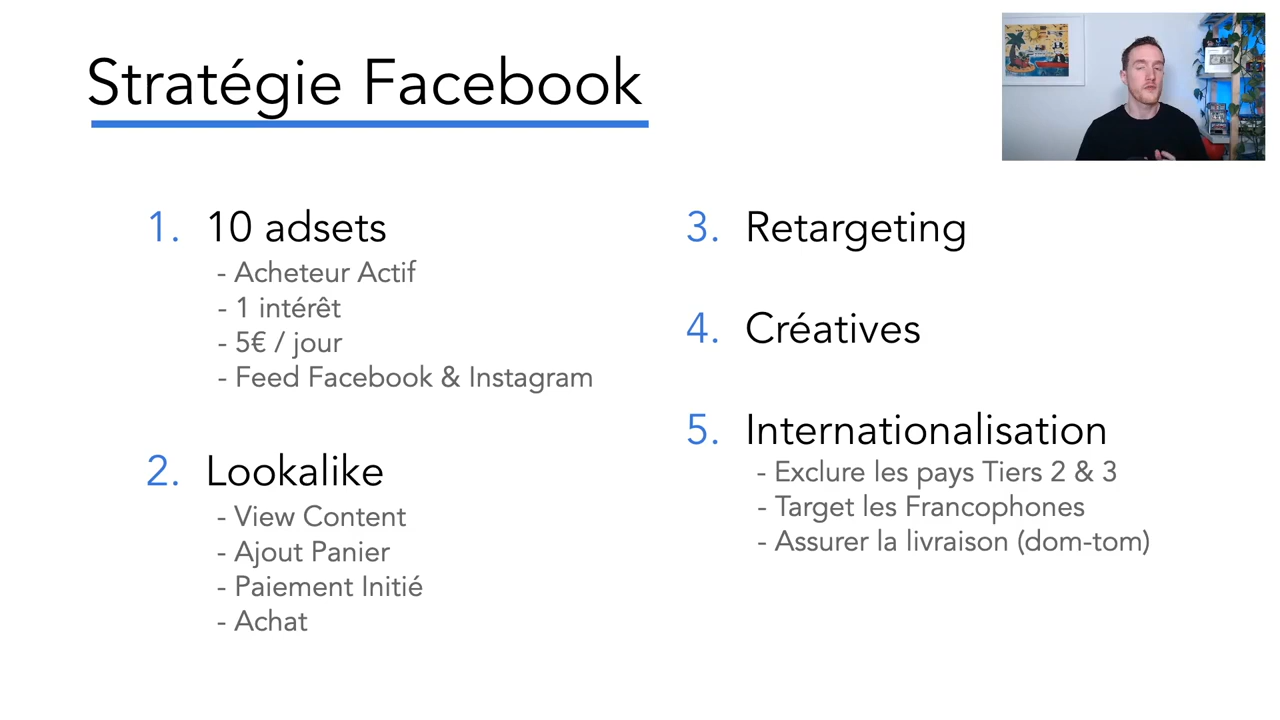 Stratégie Facebook
1. 10 adsets
- Acheteur Actif
- 1 intérêt
- 5€ / jour
- Feed Facebook & Instagram
2. Lookalike
- View Content
- Ajout Panier
- Paiement Initié
- Achat
3. Retargeting
4. Créatives
5. Internationalisation
- Exclure les pays Tiers 2 & 3
- Target les Francophones
- Assurer la livraison (dom-tom)